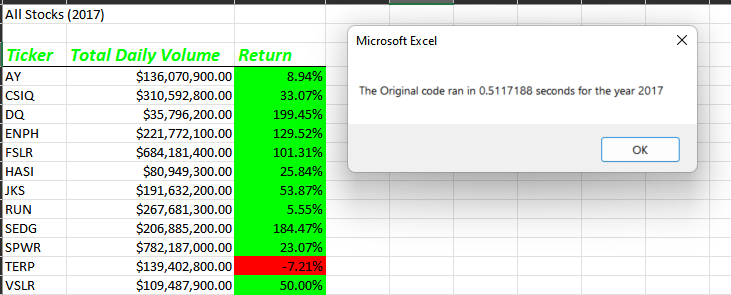 All Stocks (2017)
Ticker Total Daily Volume Return
AY $136,070,900.00 8.94%
CSIQ $310,592,800.00 33.07%
DQ $35,796,200.00 199.45%
ENPH $221,772,100.00 129.52%
FSLR $684,181,400.00 101.31%
HASI $80,949,300.00 25.84%
JKS $191,632,200.00 53.87%
RUN $267,681,300.00 5.55%
SEDG $206,885,200.00 184.47%
SPWR $782,187,000.00 23.07%
TERP $139,402,800.00 -7.21%
VSLR $109,487,900.00 50.00%
Microsoft Excel
The Original code ran in 0.5117188 seconds for the year 2017
OK